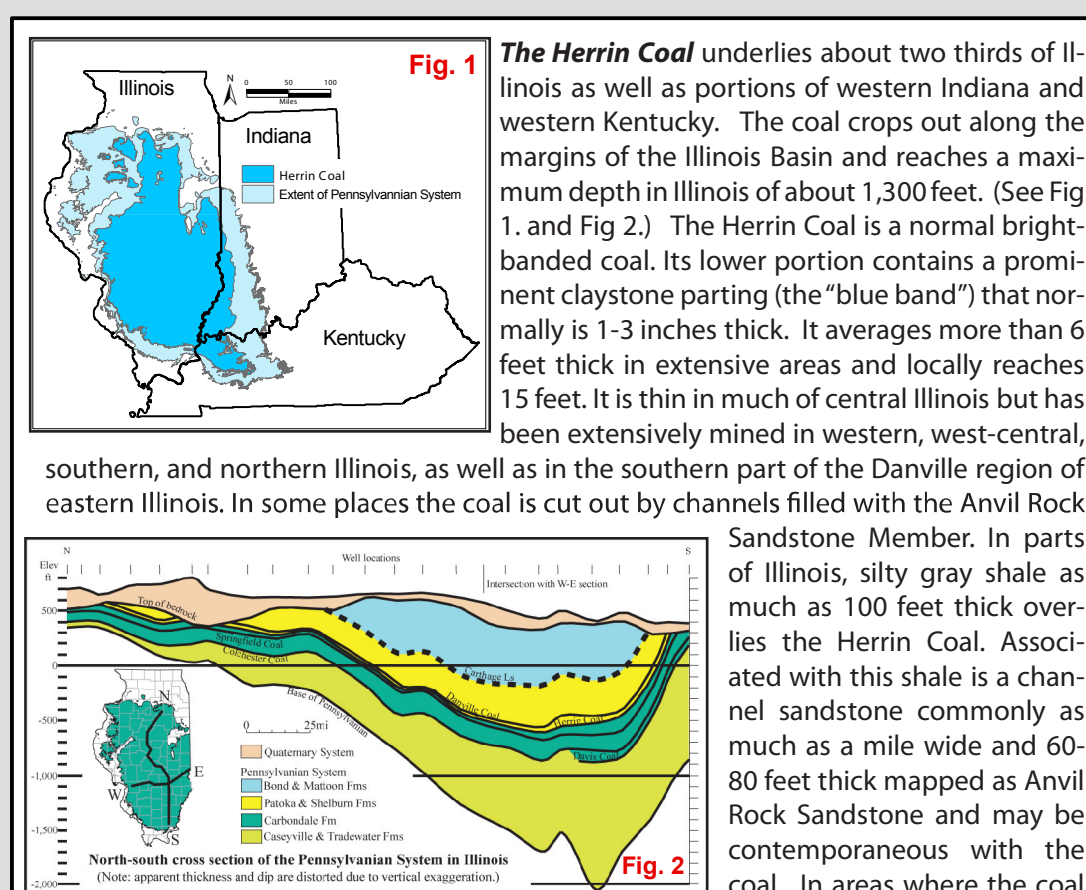 Fig. 1
Illinois
N
0 50 100
Miles
Indiana
Herrin Coal
Extent of Pennsylvannian System
Kentucky
The Herrin Coal underlies about two thirds of Il-
linois as well as portions of western Indiana and
western Kentucky. The coal crops out along the
margins of the Illinois Basin and reaches a maxi-
mum depth in Illinois of about 1,300 feet. (See Fig
1. and Fig 2.) The Herrin Coal is a normal bright-
banded coal. Its lower portion contains a promi-
nent claystone parting (the “blue band”) that nor-
mally is 1-3 inches thick. It averages more than 6
feet thick in extensive areas and locally reaches
15 feet. It is thin in much of central Illinois but has
been extensively mined in western, west-central,
southern, and northern Illinois, as well as in the southern part of the Danville region of
eastern Illinois. In some places the coal is cut out by channels filled with the Anvil Rock
Sandstone Member. In parts
of Illinois, silty gray shale as
much as 100 feet thick over-
lies the Herrin Coal. Associ-
ated with this shale is a chan-
nel sandstone commonly as
much as a mile wide and 60-
80 feet thick mapped as Anvil
Rock Sandstone and may be
contemporaneous with the
coal. In areas where the coal
N
Well locations
S
Elev
ft
Intersection with W-E section
500
0
-500
-1,000
-1,500
-2,000
Top of bedrock
Springfield Coal
Colchester Coal
Base of Pennsylvanian
Carthage Ls
Danville Coal
Herrin Coal
Davis Coal
N
E
W
S
0 25mi
Quaternary System
Pennsylvanian System
Bond & Mattoon Fms
Patoka & Shelburn Fms
Carbondale Fm
Caseyville & Tradewater Fms
North-south cross section of the Pennsylvanian System in Illinois
(Note: apparent thickness and dip are distorted due to vertical exaggeration.)
Fig. 2